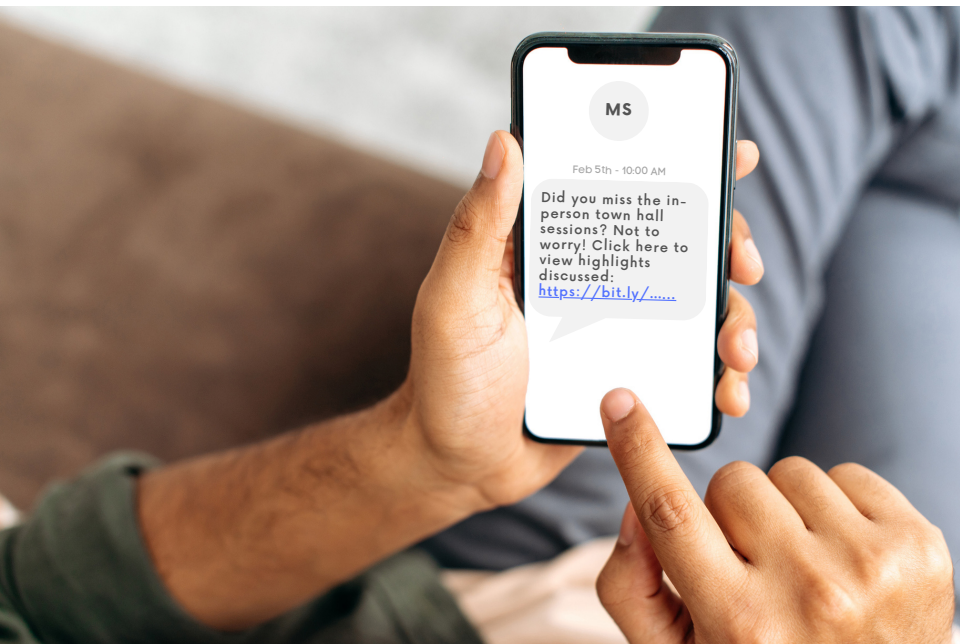 MS
Feb 5th - 10:00 AM
Did you miss the in-
person town hall
sessions? Not to
worry! Click here to
view highlights
discussed:
https://bit.ly/......